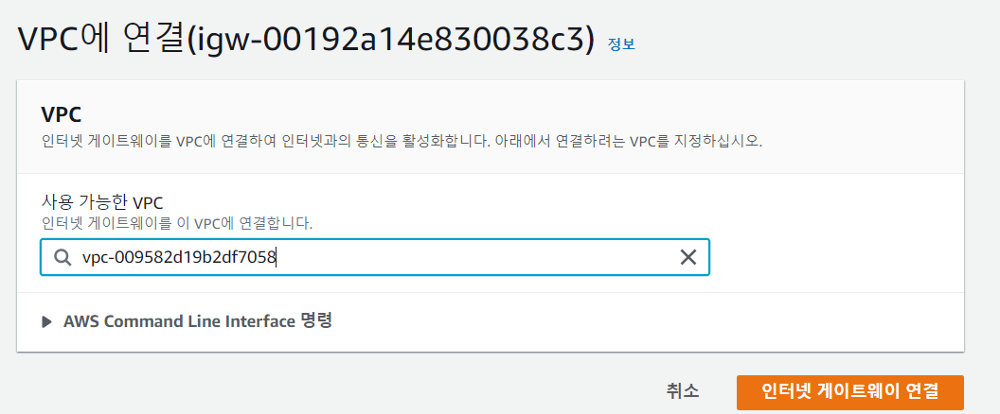 VPC에 연결(igw-00192a14e830038c3) 정보
VPC
인터넷 게이트웨이를 VPC에 연결하여 인터넷과의 통신을 활성화합니다. 아래에서 연결하려는 VPC를 지정하십시오.
사용 가능한 VPC
인터넷 게이트웨이를 이 VPC에 연결합니다.
vpc-009582d19b2df7058
AWS Command Line Interface 명령
취소 인터넷 게이트웨이 연결